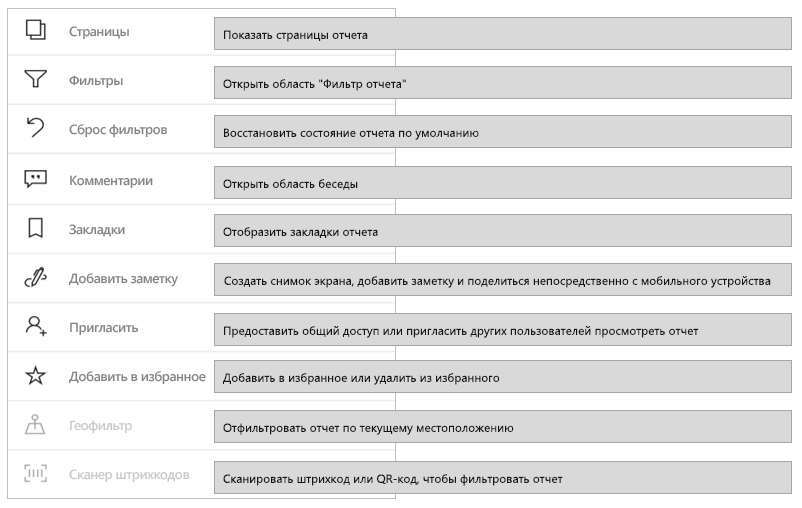 Страницы
Показать страницы отчета
Фильтры
Открыть область "Фильтр отчета"
Сброс фильтров
Восстановить состояние отчета по умолчанию
Комментарии
Открыть область беседы
Закладки
Отобразить закладки отчета
Добавить заметку
Создать снимок экрана, добавить заметку и поделиться непосредственно с мобильного устройства
Пригласить
Предоставить общий доступ или пригласить других пользователей просмотреть отчет
Добавить в избранное
Добавить в избранное или удалить из избранного
Геофильтр
Отфильтровать отчет по текущему местоположению
Сканер штрихкодов
Сканировать штрихкод или QR-код, чтобы фильтровать отчет